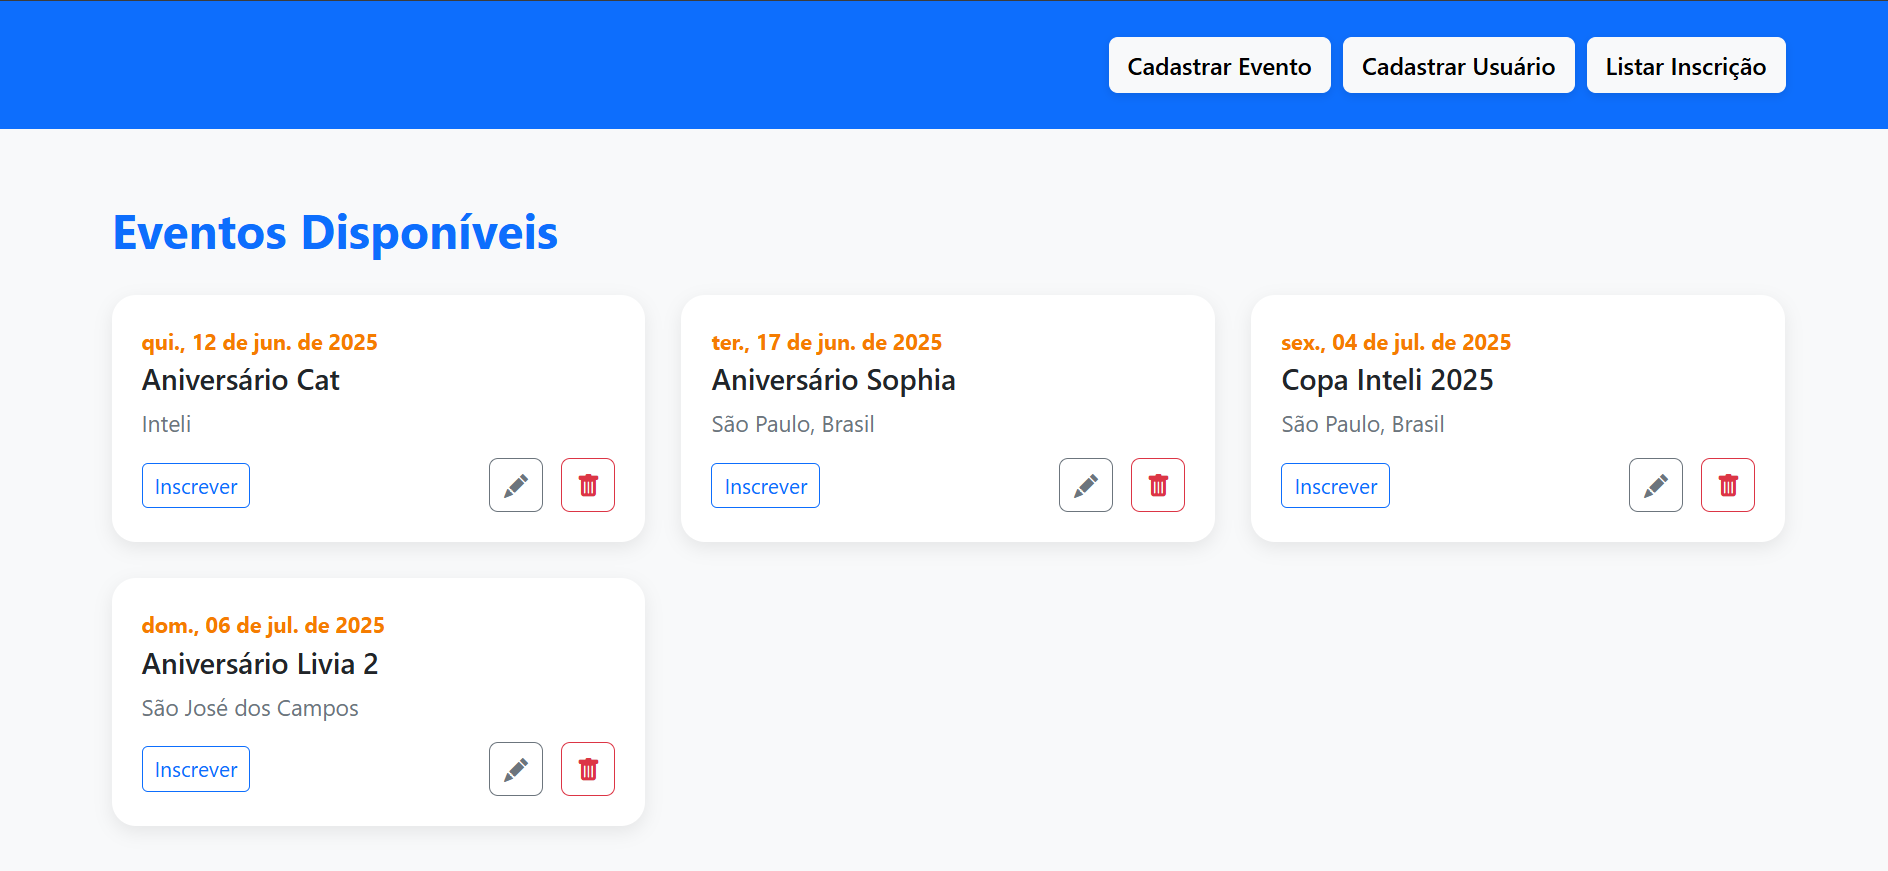 Cadastrar Evento
Cadastrar Usuário
Listar Inscrição
Eventos Disponíveis
qui., 12 de jun. de 2025
Aniversário Cat
Inteli
Inscrever
ter., 17 de jun. de 2025
Aniversário Sophia
São Paulo, Brasil
Inscrever
sex., 04 de jul. de 2025
Copa Inteli 2025
São Paulo, Brasil
Inscrever
dom., 06 de jul. de 2025
Aniversário Livia 2
São José dos Campos
Inscrever